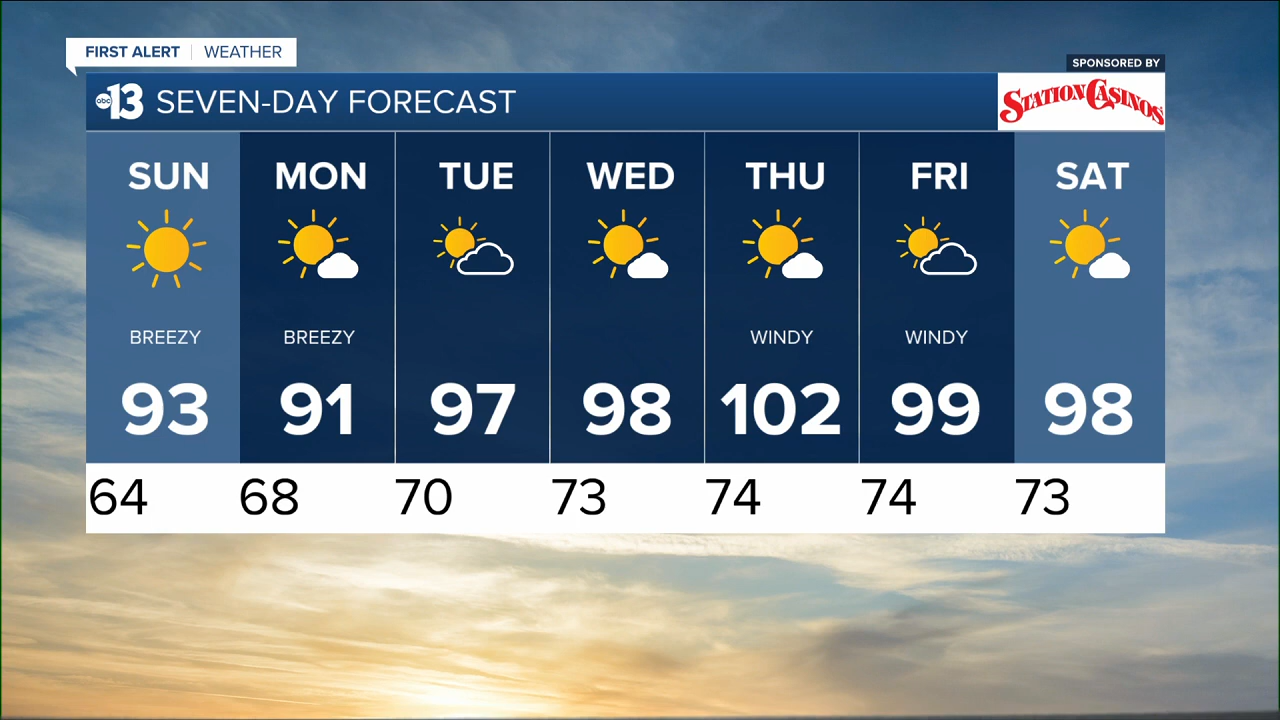 FIRST ALERT | WEATHER
SPONSORED BY
abc 13 SEVEN-DAY FORECAST
STATION CASINOS
SUN MON TUE WED THU FRI SAT
BREEZY BREEZY WINDY WINDY
93 91 97 98 102 99 98
64 68 70 73 74 74 73